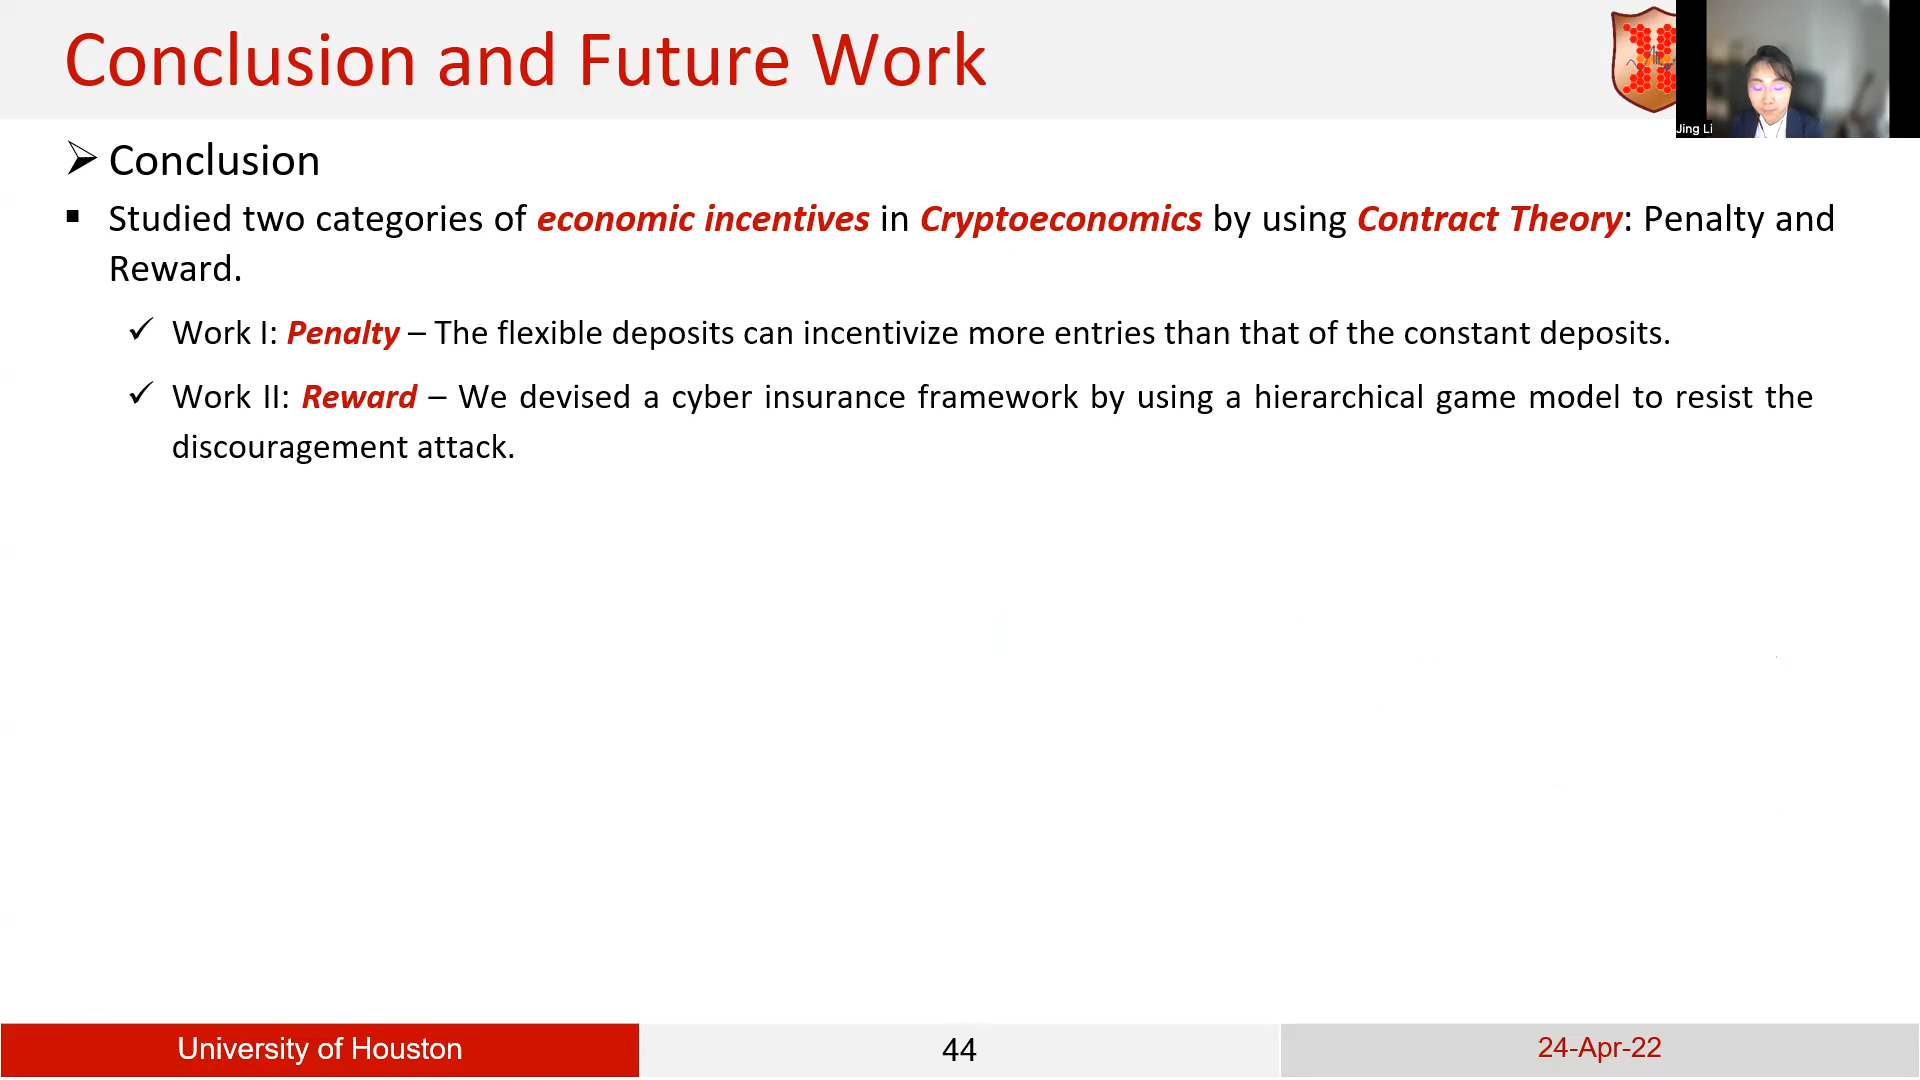 Conclusion and Future Work
Jing Li
Conclusion
Studied two categories of economic incentives in Cryptoeconomics by using Contract Theory: Penalty and
Reward.
Work I: Penalty – The flexible deposits can incentivize more entries than that of the constant deposits.
Work II: Reward – We devised a cyber insurance framework by using a hierarchical game model to resist the
discouragement attack.
University of Houston
44
24-Apr-22